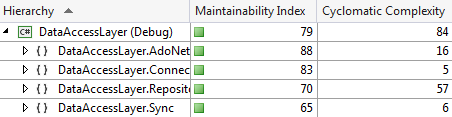 Hierarchy Maintainability Index Cyclomatic Complexity
C# DataAccessLayer (Debug) 79 84
{ } DataAccessLayer.AdoNet 88 16
{ } DataAccessLayer.Connec 83 5
{ } DataAccessLayer.Reposit 70 57
{ } DataAccessLayer.Sync 65 6